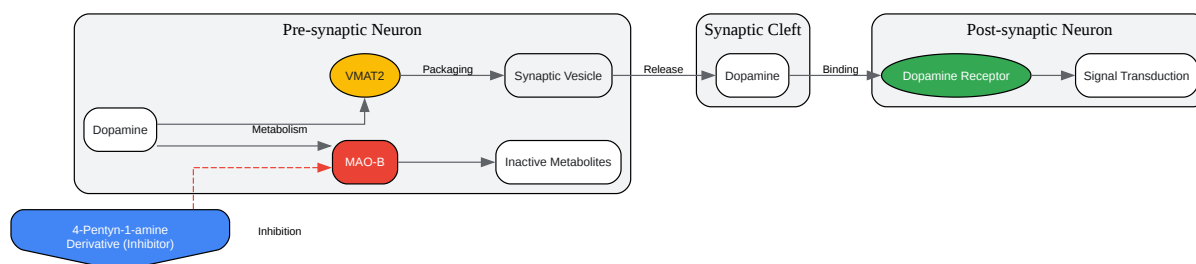 Pre-synaptic Neuron
Synaptic Cleft
Post-synaptic Neuron
VMAT2
Packaging
Synaptic Vesicle
Release
Dopamine
Binding
Dopamine Receptor
Signal Transduction
Dopamine
Metabolism
MAO-B
Inactive Metabolites
4-Pentyn-1-amine
Derivative (Inhibitor)
Inhibition